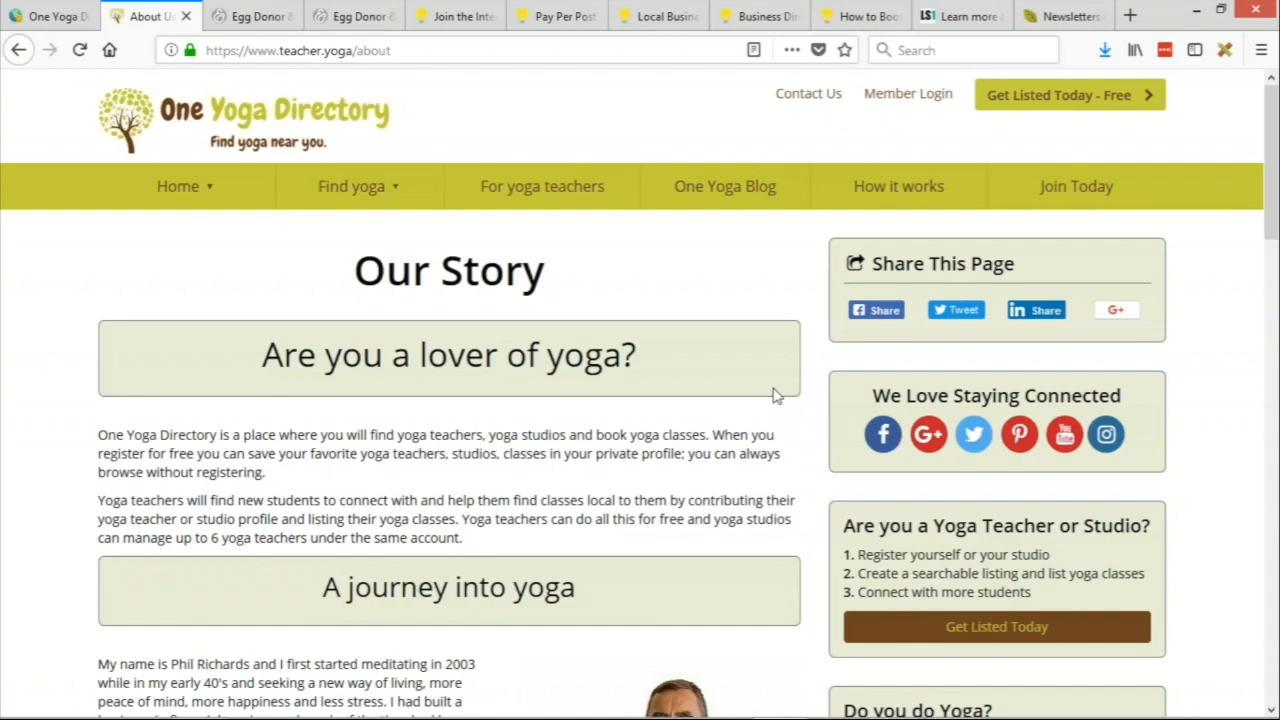 One Yoga D
About Us
Egg Donor &
Egg Donor &
Join the Inte
Pay Per Post
Local Busine
Business Dir
How to Boo
LS1 Learn more
Newsletters
https://www.teacher.yoga/about
Search
One Yoga Directory
Find yoga near you.
Contact Us
Member Login
Get Listed Today - Free
Home
Find yoga
For yoga teachers
One Yoga Blog
How it works
Join Today
Our Story
Are you a lover of yoga?
One Yoga Directory is a place where you will find yoga teachers, yoga studios and book yoga classes. When you
register for free you can save your favorite yoga teachers, studios, classes in your private profile; you can always
browse without registering.
Yoga teachers will find new students to connect with and help them find classes local to them by contributing their
yoga teacher or studio profile and listing their yoga classes. Yoga teachers can do all this for free and yoga studios
can manage up to 6 yoga teachers under the same account.
A journey into yoga
My name is Phil Richards and I first started meditating in 2003
while in my early 40's and seeking a new way of living, more
peace of mind, more happiness and less stress. I had built a
Share This Page
Share
Tweet
in Share
G+
We Love Staying Connected
Are you a Yoga Teacher or Studio?
1. Register yourself or your studio
2. Create a searchable listing and list yoga classes
3. Connect with more students
Get Listed Today
Do you do Yoga?